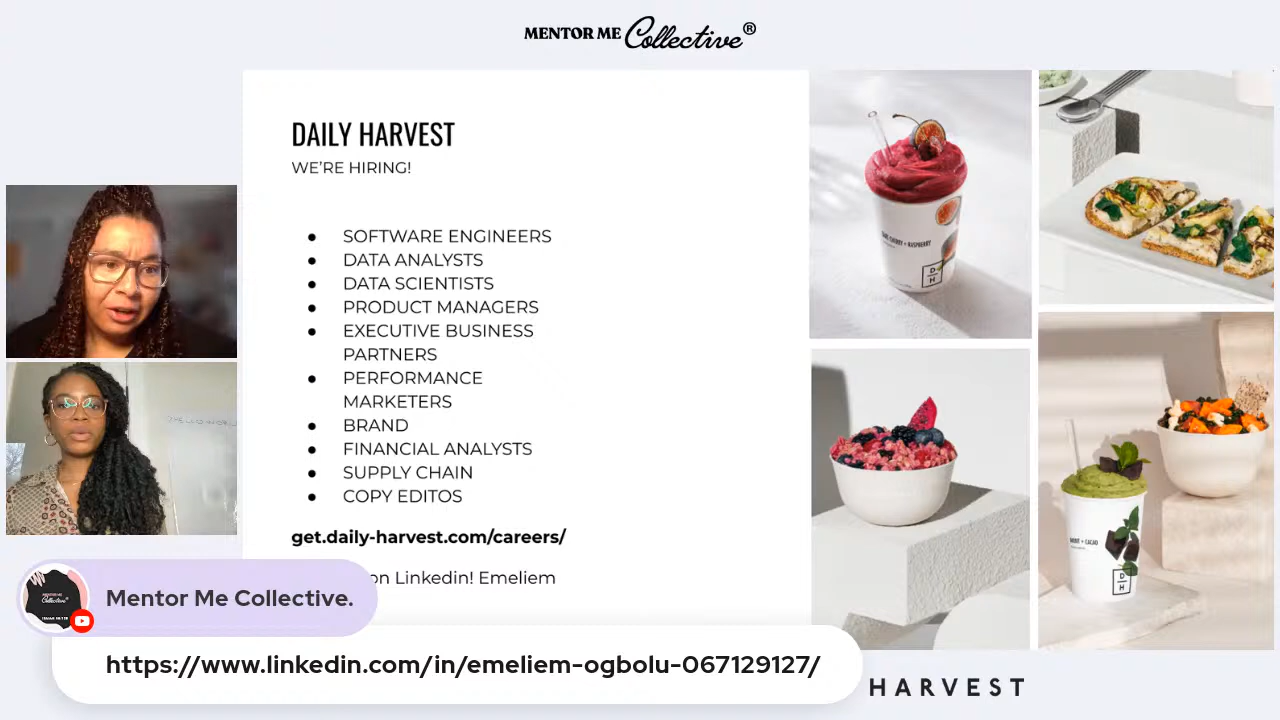 MENTOR ME Collective®
DAILY HARVEST
WE'RE HIRING!
● SOFTWARE ENGINEERS
● DATA ANALYSTS
● DATA SCIENTISTS
● PRODUCT MANAGERS
● EXECUTIVE BUSINESS
PARTNERS
● PERFORMANCE
MARKETERS
● BRAND
● FINANCIAL ANALYSTS
● SUPPLY CHAIN
● COPY EDITOS
get.daily-harvest.com/careers/
on Linkedin! Emeliem
Mentor Me Collective.
https://www.linkedin.com/in/emeliem-ogbolu-067129127/
HARVEST
D
H
D
H